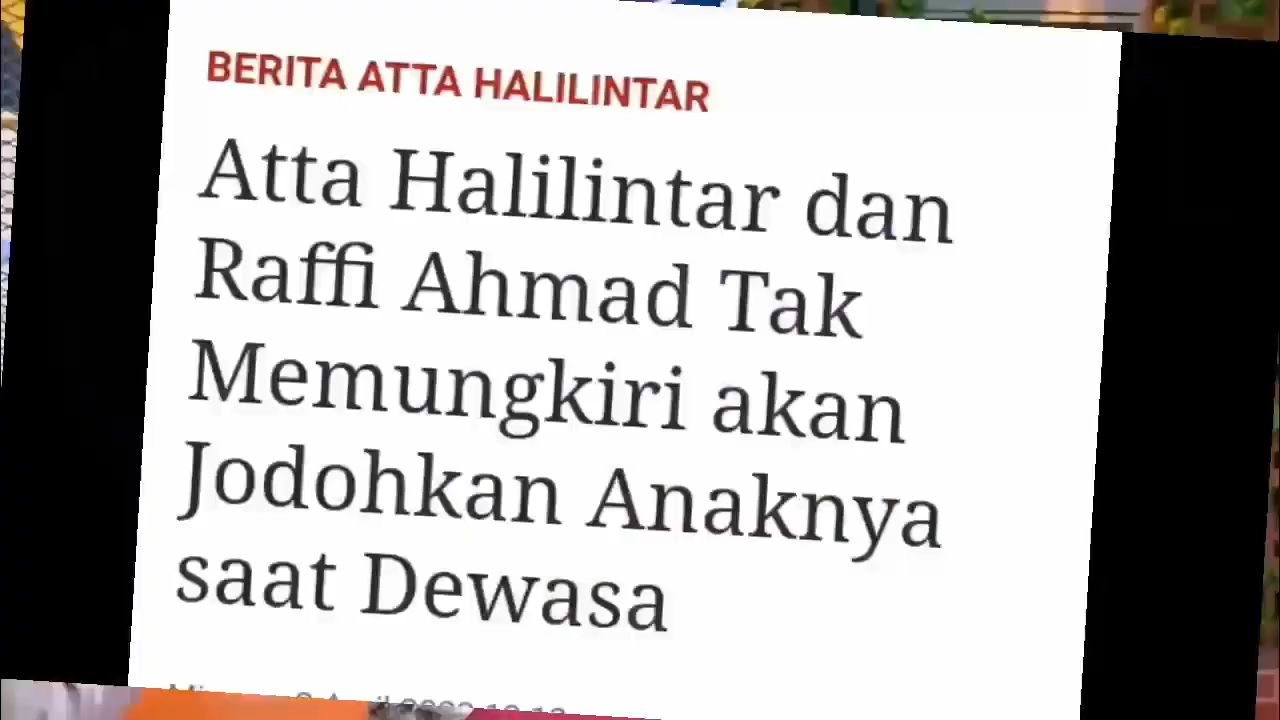 BERITA ATTA HALILINTAR
Atta Halilintar dan
Raffi Ahmad Tak
Memungkiri akan
Jodohkan Anaknya
saat Dewasa